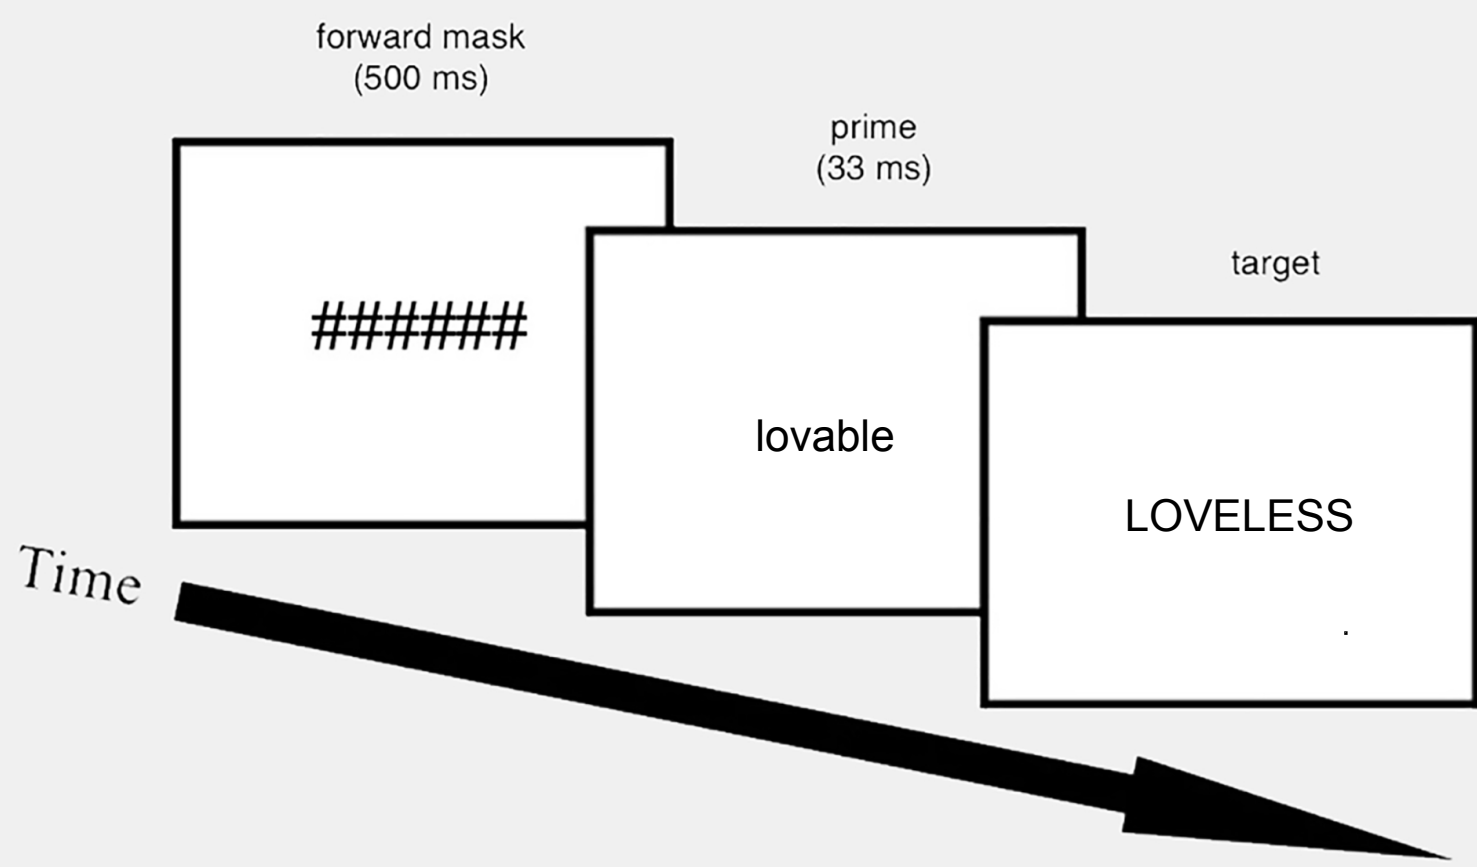 forward mask
(500 ms)
prime
(33 ms)
target
######
lovable
LOVELESS
.
Time